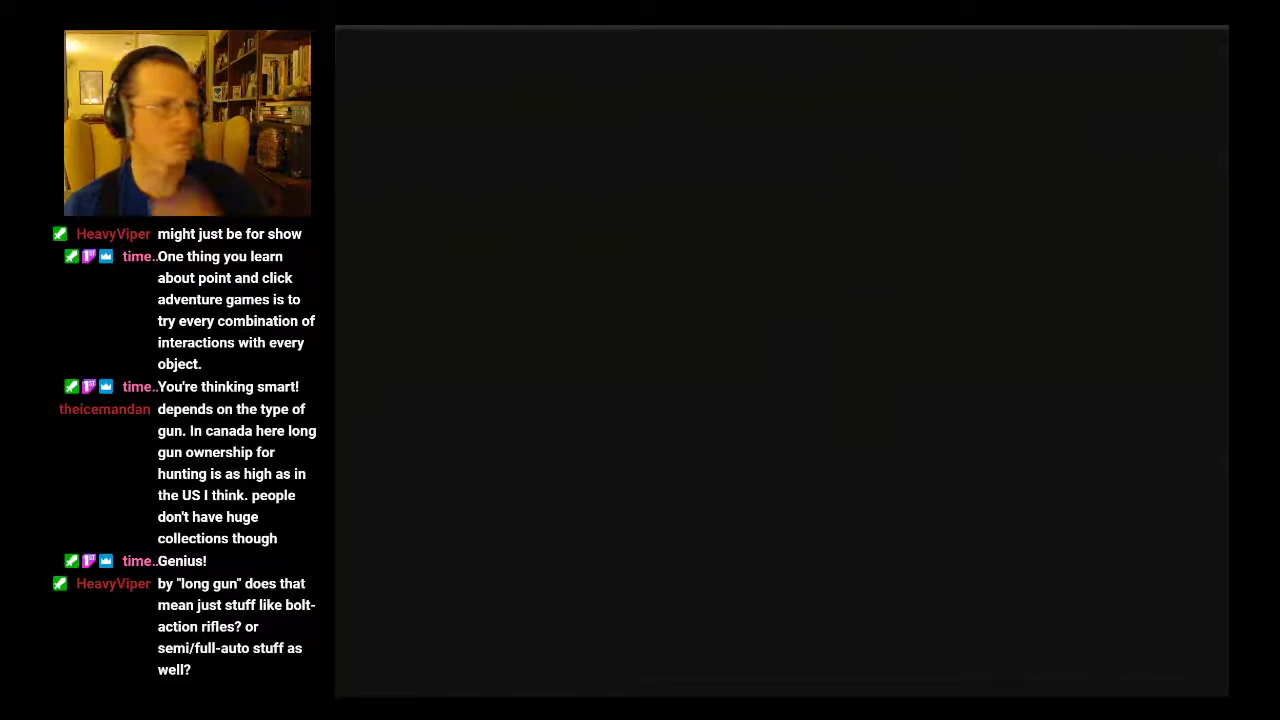 HeavyViper might just be for show
time..One thing you learn
about point and click
adventure games is to
try every combination of
interactions with every
object.
time..You're thinking smart!
theicemandan depends on the type of
gun. In canada here long
gun ownership for
hunting is as high as in
the US I think. people
don't have huge
collections though
time..Genius!
HeavyViper by "long gun" does that
mean just stuff like bolt-
action rifles? or
semi/full-auto stuff as
well?